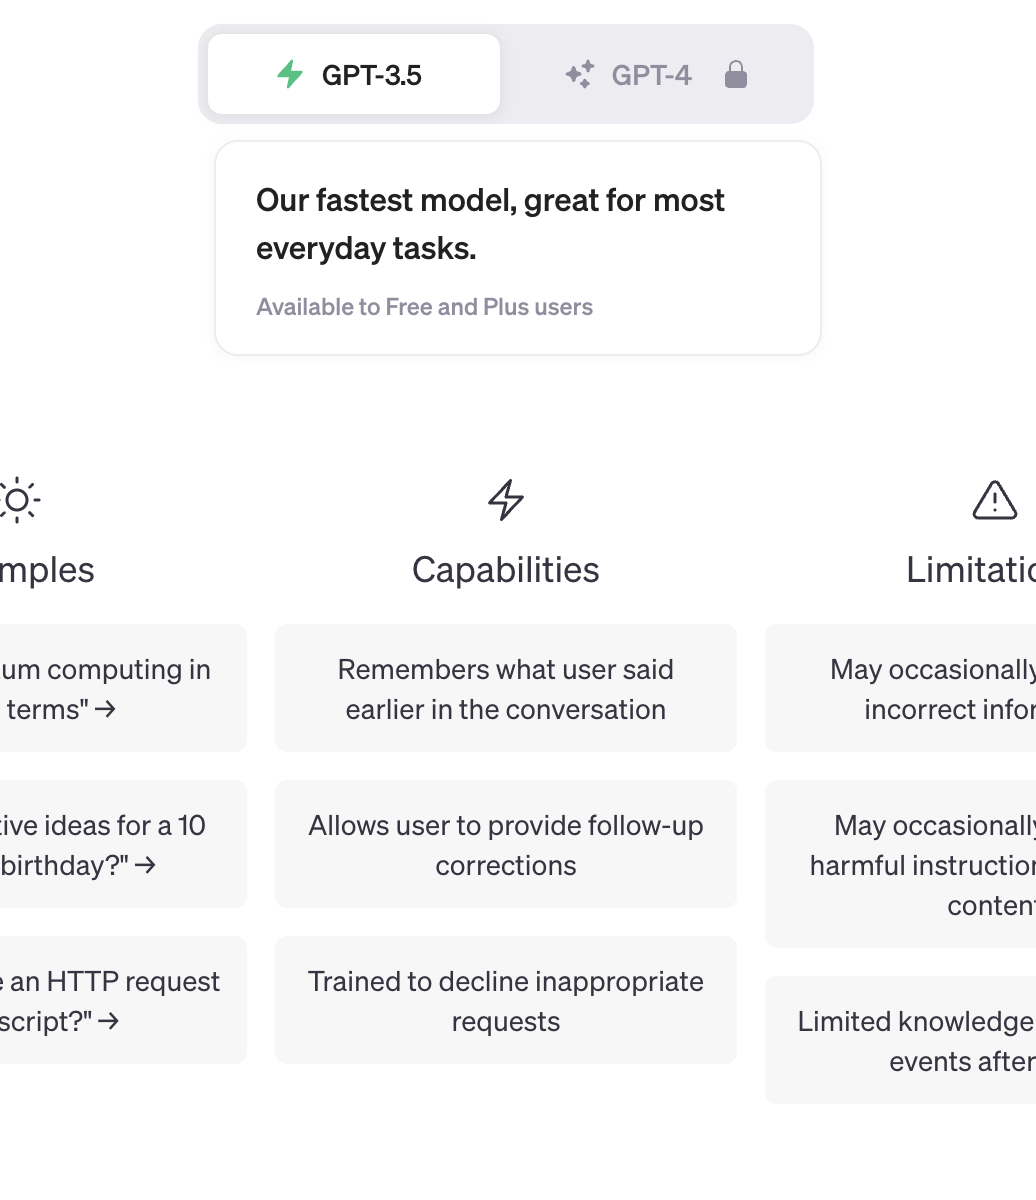 GPT-3.5
GPT-4
Our fastest model, great for most
everyday tasks.
Available to Free and Plus users
mples
Capabilities
Limitatio
um computing in
terms" →
Remembers what user said
earlier in the conversation
May occasionally
incorrect infor
tive ideas for a 10
birthday?" →
Allows user to provide follow-up
corrections
May occasionally
harmful instruction
content
e an HTTP request
script?" →
Trained to decline inappropriate
requests
Limited knowledge
events after